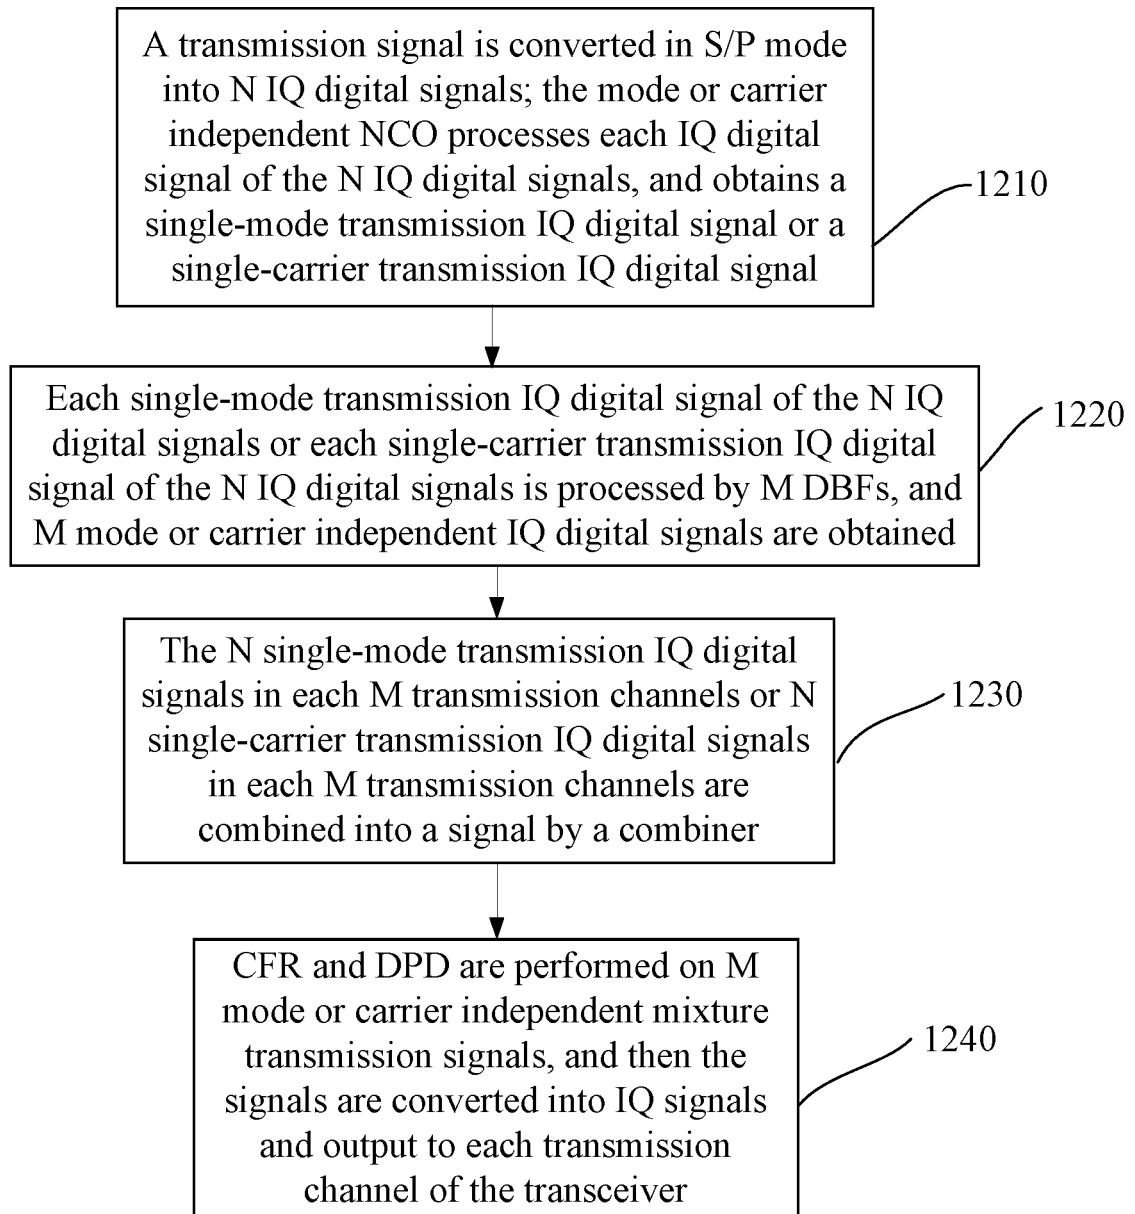 A transmission signal is converted in S/P mode
into N IQ digital signals; the mode or carrier
independent NCO processes each IQ digital
signal of the N IQ digital signals, and obtains a
single-mode transmission IQ digital signal or a
single-carrier transmission IQ digital signal
1210
Each single-mode transmission IQ digital signal of the N IQ
digital signals or each single-carrier transmission IQ digital
signal of the N IQ digital signals is processed by M DBFs, and
M mode or carrier independent IQ digital signals are obtained
1220
The N single-mode transmission IQ digital
signals in each M transmission channels or N
single-carrier transmission IQ digital signals
in each M transmission channels are
combined into a signal by a combiner
1230
CFR and DPD are performed on M
mode or carrier independent mixture
transmission signals, and then the
signals are converted into IQ signals
and output to each transmission
channel of the transceiver
1240